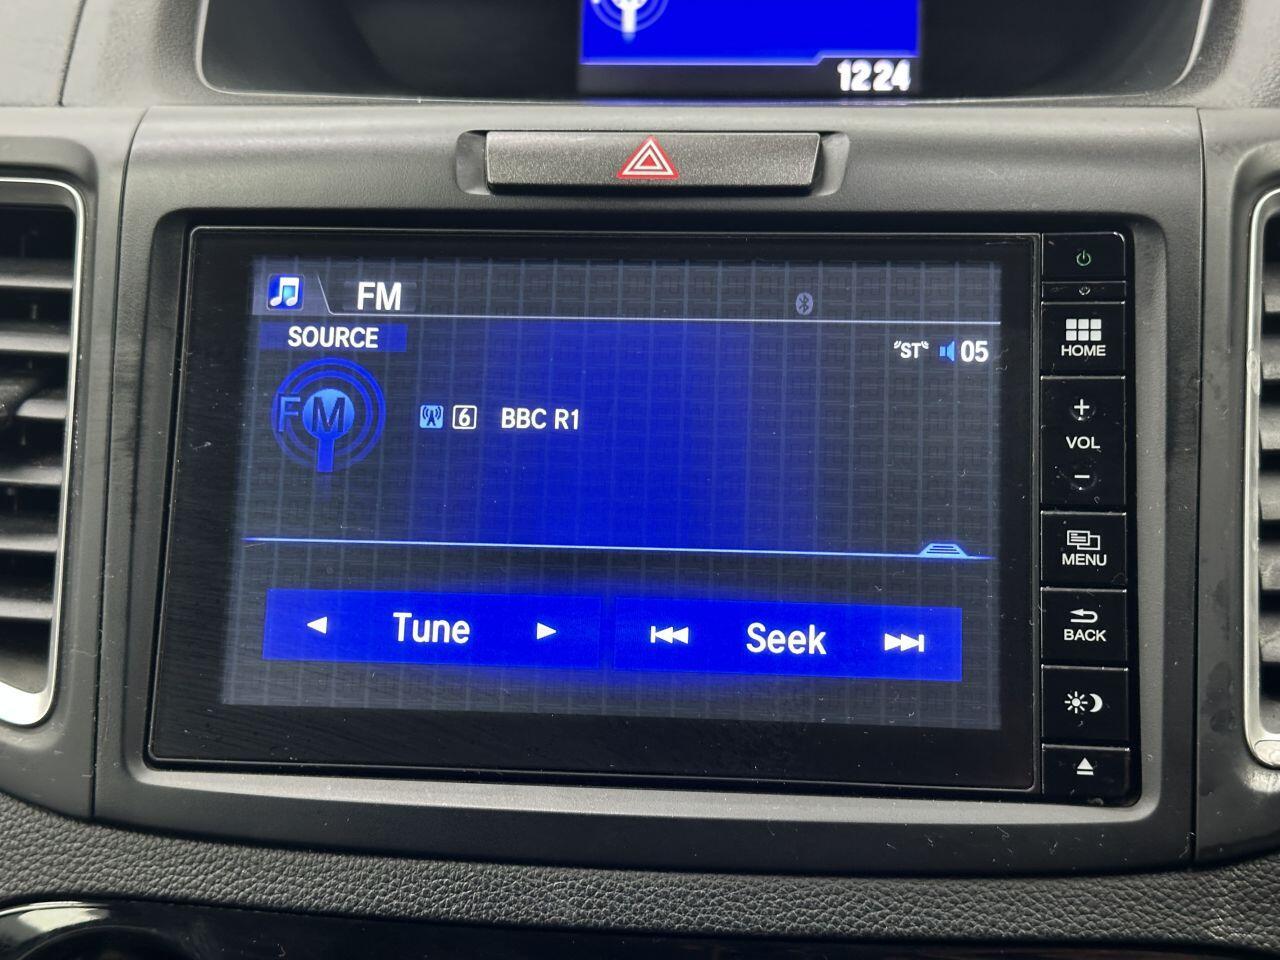 12 24
FM
SOURCE
"ST" 05
FM
6 BBC R1
Tune
Seek
HOME
+
VOL
−
MENU
BACK